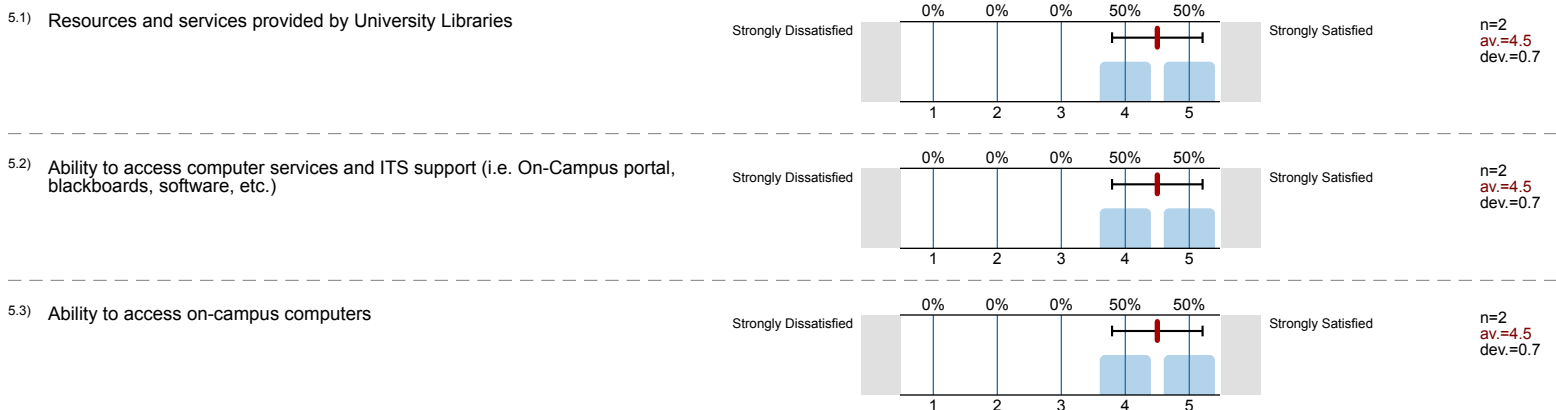 0% 0% 0% 50% 50%
5.1) Resources and services provided by University Libraries
Strongly Dissatisfied
Strongly Satisfied
n=2
av.=4.5
dev.=0.7
1 2 3 4 5
0% 0% 0% 50% 50%
5.2) Ability to access computer services and ITS support (i.e. On-Campus portal,
blackboards, software, etc.)
Strongly Dissatisfied
Strongly Satisfied
n=2
av.=4.5
dev.=0.7
1 2 3 4 5
0% 0% 0% 50% 50%
5.3) Ability to access on-campus computers
Strongly Dissatisfied
Strongly Satisfied
n=2
av.=4.5
dev.=0.7
1 2 3 4 5